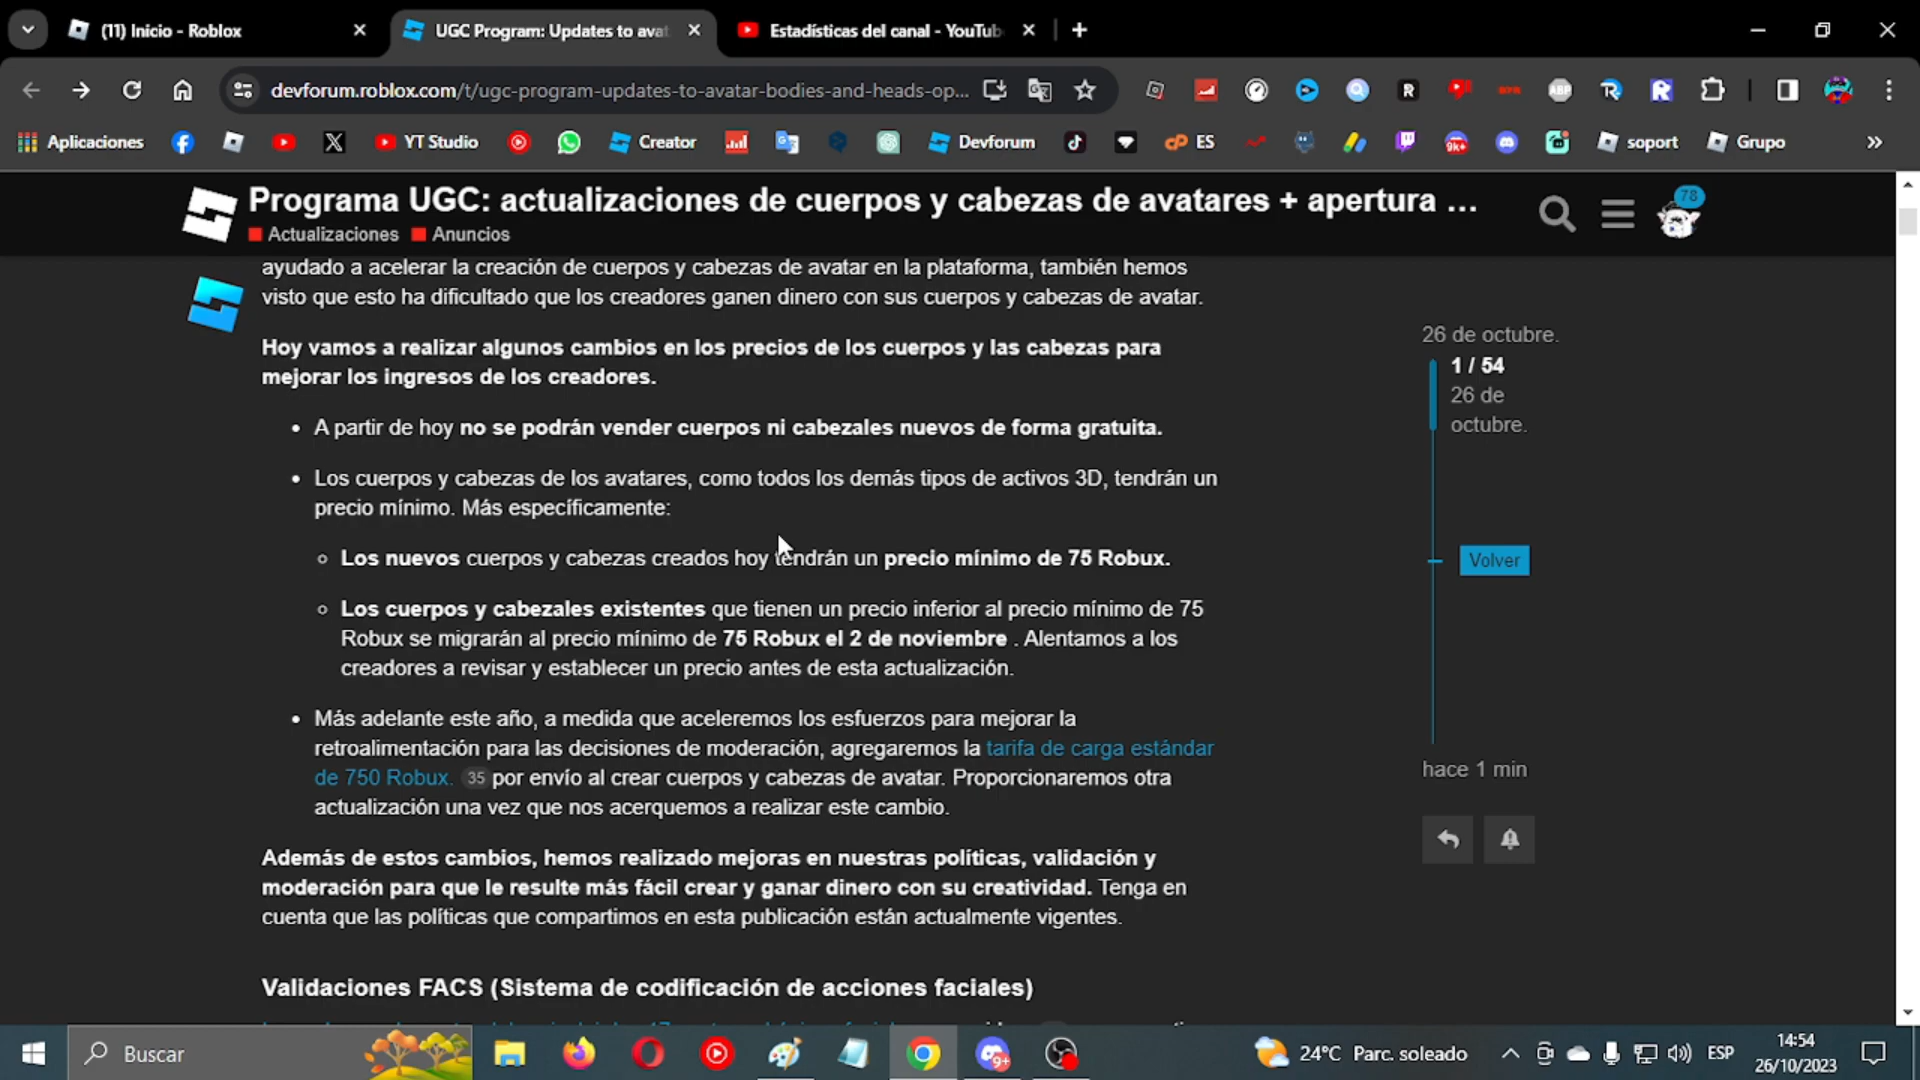 (11) Inicio - Roblox
UGC Program: Updates to avat
Estadísticas del canal - YouTub
devforum.roblox.com/t/ugc-program-updates-to-avatar-bodies-and-heads-op...
Aplicaciones
YT Studio
Creator
Devforum
ES
9k+
soport
Grupo
Programa UGC: actualizaciones de cuerpos y cabezas de avatares + apertura ...
Actualizaciones Anuncios
78
ayudado a acelerar la creación de cuerpos y cabezas de avatar en la plataforma, también hemos
visto que esto ha dificultado que los creadores ganen dinero con sus cuerpos y cabezas de avatar.
Hoy vamos a realizar algunos cambios en los precios de los cuerpos y las cabezas para
mejorar los ingresos de los creadores.
• A partir de hoy no se podrán vender cuerpos ni cabezales nuevos de forma gratuita.
• Los cuerpos y cabezas de los avatares, como todos los demás tipos de activos 3D, tendrán un
precio mínimo. Más específicamente:
○ Los nuevos cuerpos y cabezas creados hoy tendrán un precio mínimo de 75 Robux.
○ Los cuerpos y cabezales existentes que tienen un precio inferior al precio mínimo de 75
Robux se migrarán al precio mínimo de 75 Robux el 2 de noviembre . Alentamos a los
creadores a revisar y establecer un precio antes de esta actualización.
• Más adelante este año, a medida que aceleremos los esfuerzos para mejorar la
retroalimentación para las decisiones de moderación, agregaremos la tarifa de carga estándar
de 750 Robux. 35 por envío al crear cuerpos y cabezas de avatar. Proporcionaremos otra
actualización una vez que nos acerquemos a realizar este cambio.
Además de estos cambios, hemos realizado mejoras en nuestras políticas, validación y
moderación para que le resulte más fácil crear y ganar dinero con su creatividad. Tenga en
cuenta que las políticas que compartimos en esta publicación están actualmente vigentes.
Validaciones FACS (Sistema de codificación de acciones faciales)
26 de octubre.
1 / 54
26 de
octubre.
Volver
hace 1 min
Buscar
9+
24°C Parc. soleado
ESP
14:54
26/10/2023